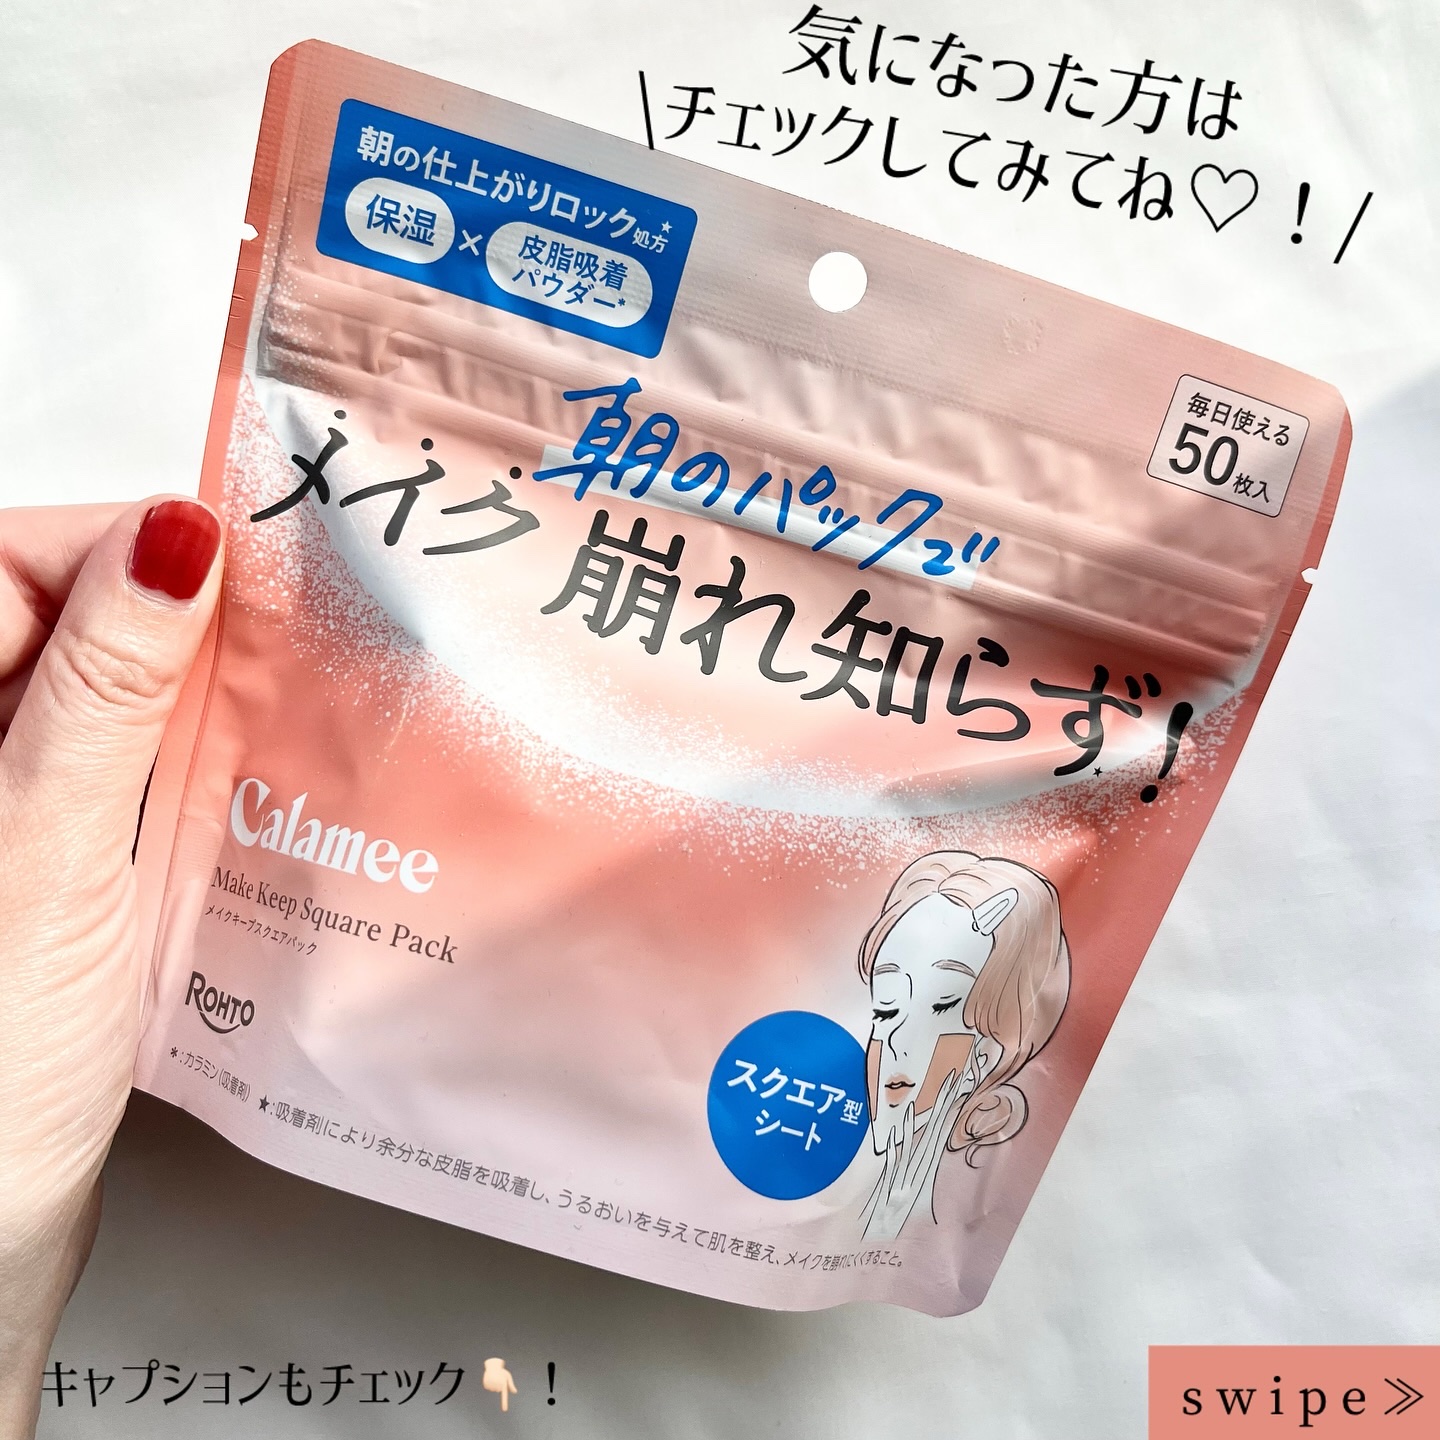 気になった方は
\チェックしてみてね♡！/
朝の仕上がりロック★処方
保湿×皮脂吸着
パウダー*
毎日使える
50枚入
朝のパックで
メイク崩れ知らず！
★
Calamee
Make Keep Square Pack
メイクキープスクエアパック
ROHTO
スクエア型
シート
*:カラミン(吸着剤) ★:吸着剤により余分な皮脂を吸着し、うるおいを与えて肌を整え、メイクを崩れにくくすること。
キャプションもチェック👇🏻！
swipe≫